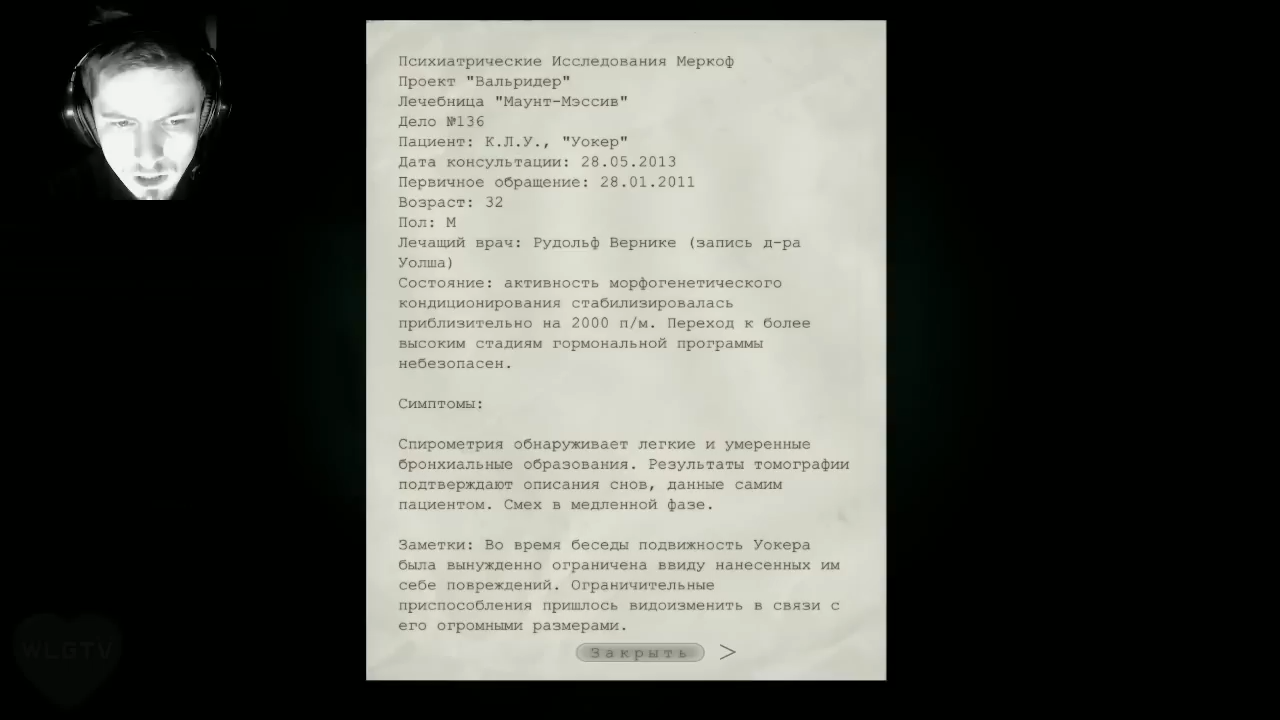 Психиатрические Исследования Меркоф
Проект "Вальридер"
Лечебница "Маунт-Мэссив"
Дело №136
Пациент: К.Л.У., "Уокер"
Дата консультации: 28.05.2013
Первичное обращение: 28.01.2011
Возраст: 32
Пол: М
Лечащий врач: Рудольф Вернике (запись д-ра
Уолша)
Состояние: активность морфогенетического
кондиционирования стабилизировалась
приблизительно на 2000 п/м. Переход к более
высоким стадиям гормональной программы
небезопасен.
Симптомы:
Спирометрия обнаруживает легкие и умеренные
бронхиальные образования. Результаты томографии
подтверждают описания снов, данные самим
пациентом. Смех в медленной фазе.
Заметки: Во время беседы подвижность Уокера
была вынужденно ограничена ввиду нанесенных им
себе повреждений. Ограничительные
приспособления пришлось видоизменить в связи с
его огромными размерами.
Закрыть >
WLGTV